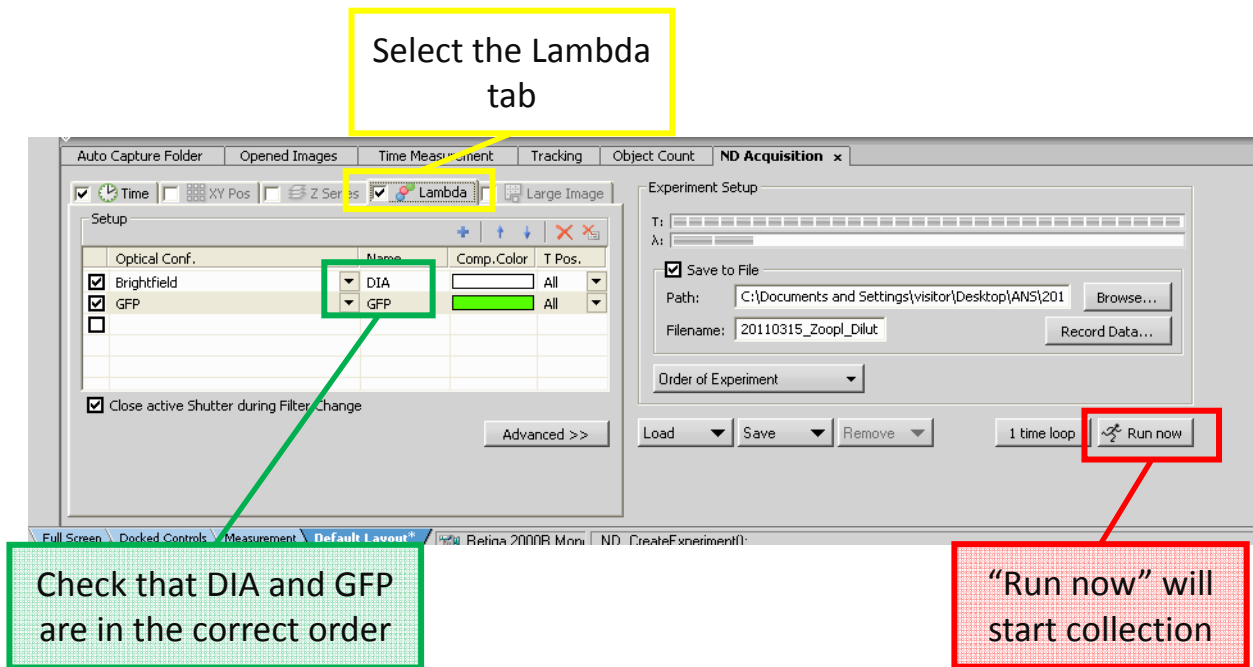 Select the Lambda
tab
Auto Capture Folder Opened Images Time Measurement Tracking Object Count ND Acquisition x
Time XY Pos Z Series Lambda Large Image
Setup
Optical Conf. Name Comp.Color T Pos.
Brightfield DIA All
GFP GFP All
Close active Shutter during Filter Change
Advanced >>
Experiment Setup
T:
λ:
Save to File
Path: C:\Documents and Settings\visitor\Desktop\ANS\201 Browse...
Filename: 20110315_Zoopl_Dilut Record Data...
Order of Experiment
Load Save Remove 1 time loop Run now
Full Screen Docked Controls Measurement Default Layout* Retiga 2000R ND_CreateExperiment();
Check that DIA and GFP
are in the correct order
“Run now” will
start collection